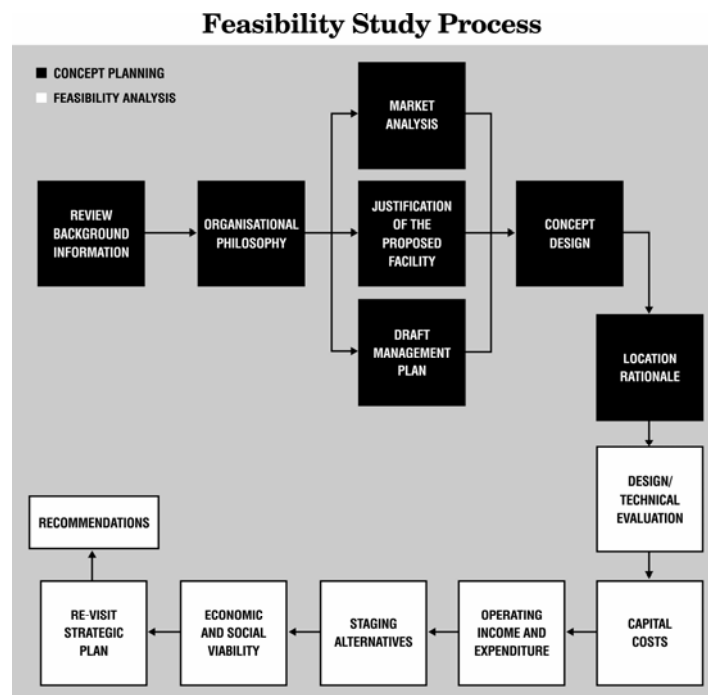 Feasibility Study Process
CONCEPT PLANNING
FEASIBILITY ANALYSIS
REVIEW
BACKGROUND
INFORMATION
ORGANISATIONAL
PHILOSOPHY
MARKET
ANALYSIS
JUSTIFICATION
OF THE
PROPOSED
FACILITY
DRAFT
MANAGEMENT
PLAN
CONCEPT
DESIGN
LOCATION
RATIONALE
DESIGN/
TECHNICAL
EVALUATION
CAPITAL
COSTS
OPERATING
INCOME AND
EXPENDITURE
STAGING
ALTERNATIVES
ECONOMIC
AND SOCIAL
VIABILITY
RE-VISIT
STRATEGIC
PLAN
RECOMMENDATIONS